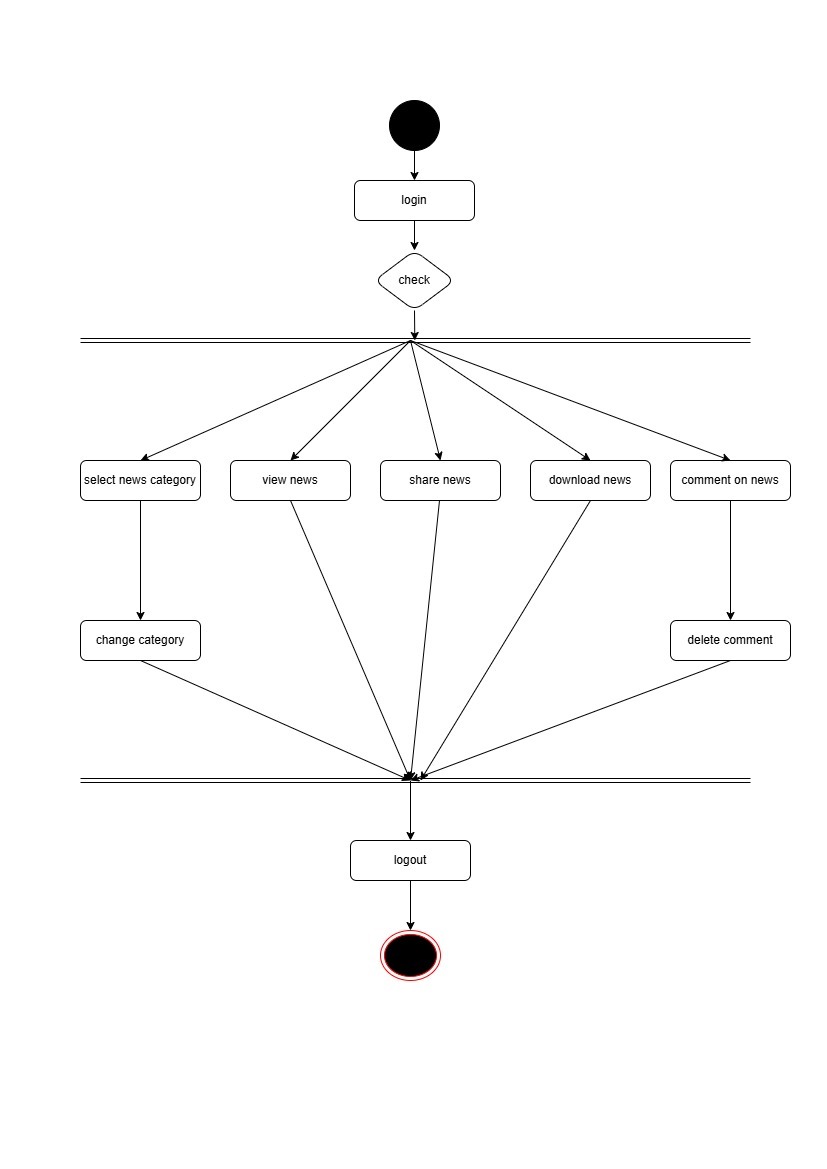 login
check
select news category
view news
share news
download news
comment on news
change category
delete comment
logout